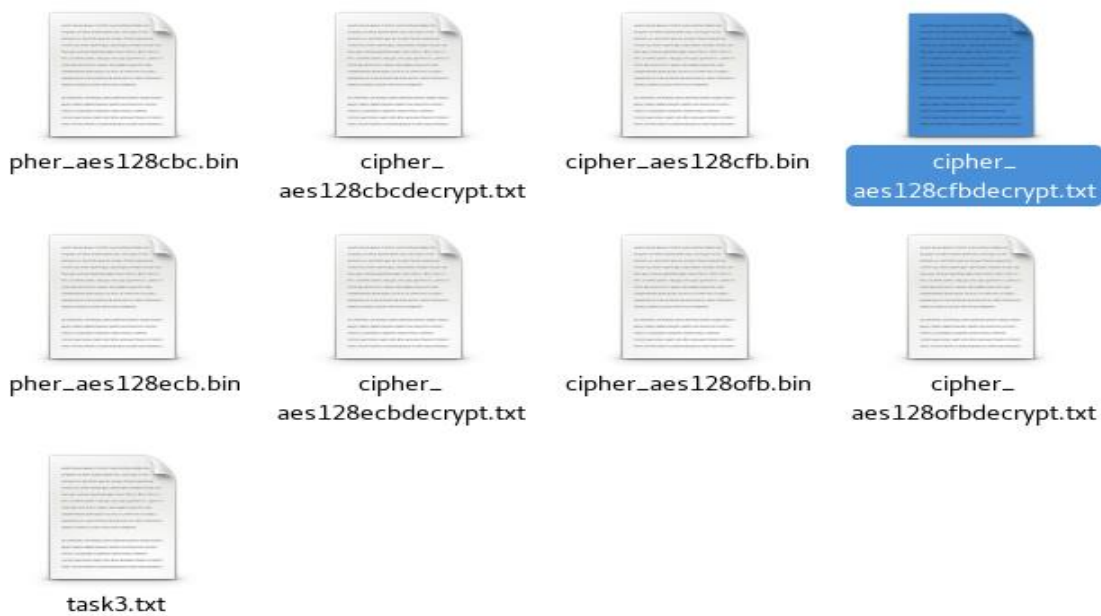 pher_aes128cbc.bin
cipher_
aes128cbcdecrypt.txt
cipher_aes128cfb.bin
cipher_
aes128cfbdecrypt.txt
pher_aes128ecb.bin
cipher_
aes128ecbdecrypt.txt
cipher_aes128ofb.bin
cipher_
aes128ofbdecrypt.txt
task3.txt